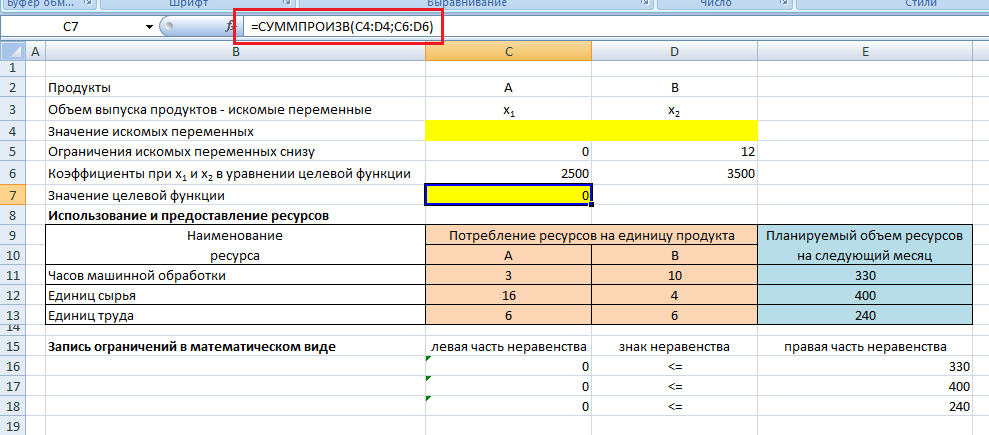 Буфер обм...
Шрифт
Выравнивание
Число
Стили
C7
fx
=СУММПРОИЗВ(C4:D4;C6:D6)
A B C D E
1
2 Продукты A B
3 Объем выпуска продуктов - искомые переменные x1 x2
4 Значение искомых переменных
5 Ограничения искомых переменных снизу 0 12
6 Коэффициенты при x1 и x2 в уравнении целевой функции 2500 3500
7 Значение целевой функции 0
8 Использование и предоставление ресурсов
9 Наименование Потребление ресурсов на единицу продукта Планируемый объем ресурсов
10 ресурса A B на следующий месяц
11 Часов машинной обработки 3 10 330
12 Единиц сырья 16 4 400
13 Единиц труда 6 6 240
14
15 Запись ограничений в математическом виде левая часть неравенства знак неравенства правая часть неравенства
16 0 <= 330
17 0 <= 400
18 0 <= 240
19